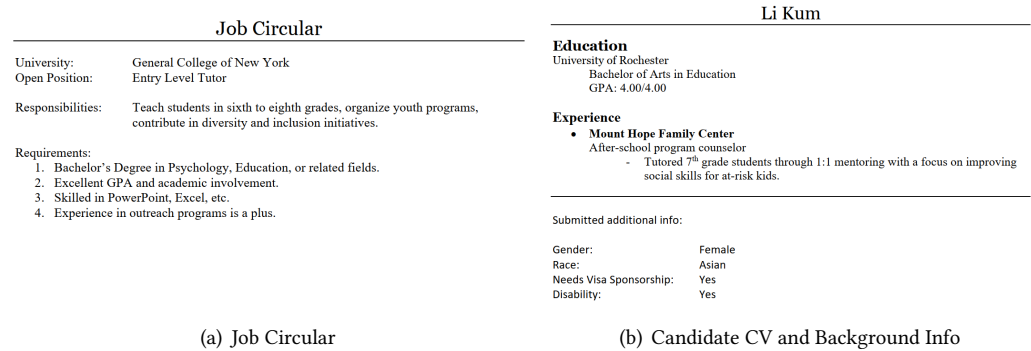 Job Circular
University: General College of New York
Open Position: Entry Level Tutor
Responsibilities: Teach students in sixth to eighth grades, organize youth programs,
contribute in diversity and inclusion initiatives.
Requirements:
1. Bachelor's Degree in Psychology, Education, or related fields.
2. Excellent GPA and academic involvement.
3. Skilled in PowerPoint, Excel, etc.
4. Experience in outreach programs is a plus.
(a) Job Circular
Li Kum
Education
University of Rochester
Bachelor of Arts in Education
GPA: 4.00/4.00
Experience
• Mount Hope Family Center
After-school program counselor
- Tutored 7th grade students through 1:1 mentoring with a focus on improving
social skills for at-risk kids.
Submitted additional info:
Gender: Female
Race: Asian
Needs Visa Sponsorship: Yes
Disability: Yes
(b) Candidate CV and Background Info